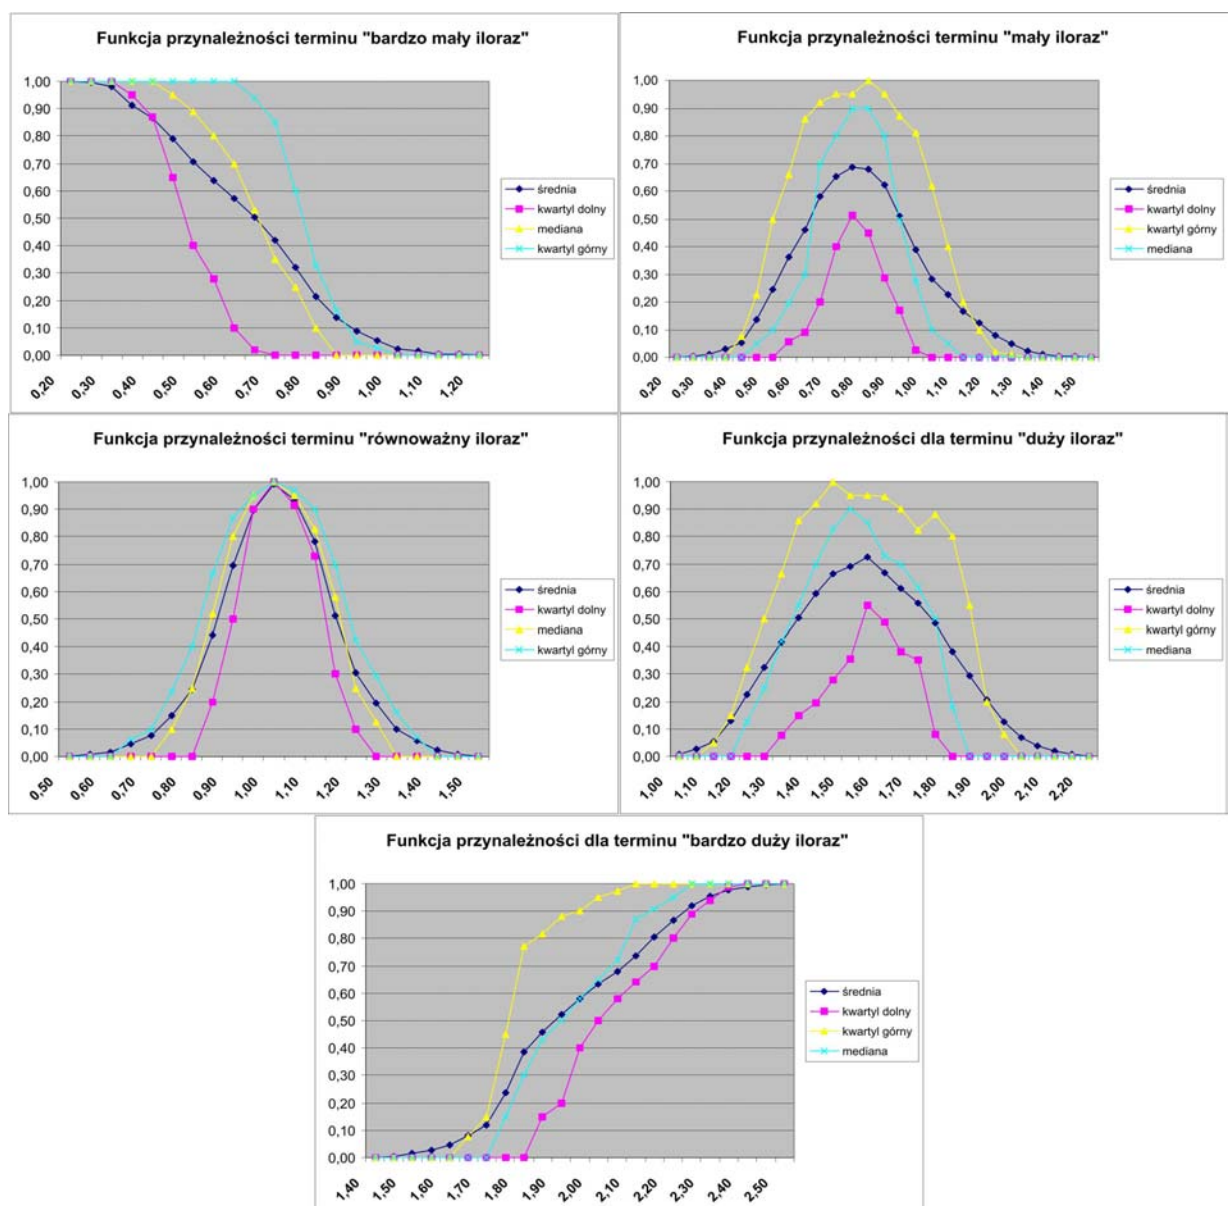 Funkcja przynależności terminu "bardzo mały iloraz"
1,00
0,90
0,80
0,70
0,60
0,50
0,40
0,30
0,20
0,10
0,00
0,20 0,30 0,40 0,50 0,60 0,70 0,80 0,90 1,00 1,10 1,20
średnia
kwartyl dolny
mediana
kwartyl górny
Funkcja przynależności terminu "mały iloraz"
1,00
0,90
0,80
0,70
0,60
0,50
0,40
0,30
0,20
0,10
0,00
0,20 0,30 0,40 0,50 0,60 0,70 0,80 0,90 1,00 1,10 1,20 1,30 1,40 1,50
średnia
kwartyl dolny
kwartyl górny
mediana
Funkcja przynależności terminu "równoważny iloraz"
1,00
0,90
0,80
0,70
0,60
0,50
0,40
0,30
0,20
0,10
0,00
0,50 0,60 0,70 0,80 0,90 1,00 1,10 1,20 1,30 1,40 1,50
średnia
kwartyl dolny
mediana
kwartyl górny
Funkcja przynależności dla terminu "duży iloraz"
1,00
0,90
0,80
0,70
0,60
0,50
0,40
0,30
0,20
0,10
0,00
1,00 1,10 1,20 1,30 1,40 1,50 1,60 1,70 1,80 1,90 2,00 2,10 2,20
średnia
kwartyl dolny
kwartyl górny
mediana
Funkcja przynależności dla terminu "bardzo duży iloraz"
1,00
0,90
0,80
0,70
0,60
0,50
0,40
0,30
0,20
0,10
0,00
1,40 1,50 1,60 1,70 1,80 1,90 2,00 2,10 2,20 2,30 2,40 2,50
średnia
kwartyl dolny
kwartyl górny
mediana